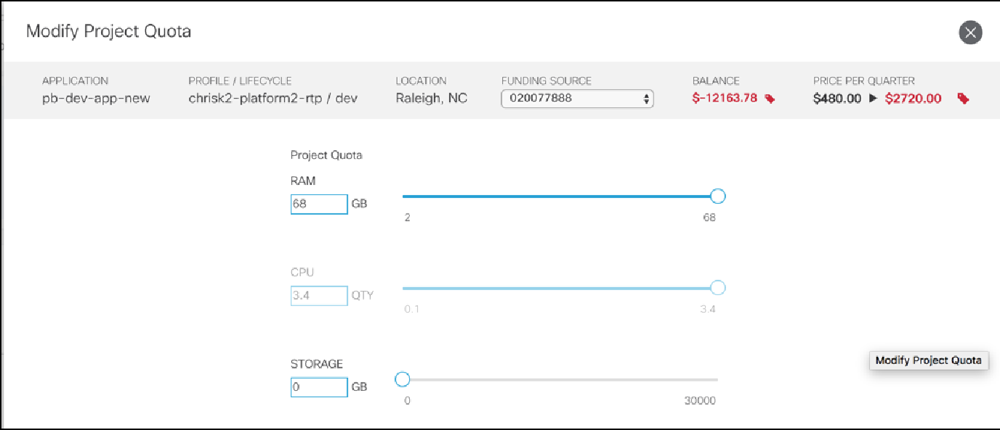 Modify Project Quota
APPLICATION PROFILE / LIFECYCLE LOCATION FUNDING SOURCE BALANCE PRICE PER QUARTER
pb-dev-app-new chrisk2-platform2-rtp / dev Raleigh, NC 020077888 $-12163.78 $480.00 ▶ $2720.00
Project Quota
RAM
68 GB
2 68
CPU
3.4 QTY
0.1 3.4
STORAGE
Modify Project Quota
0 GB
0 30000